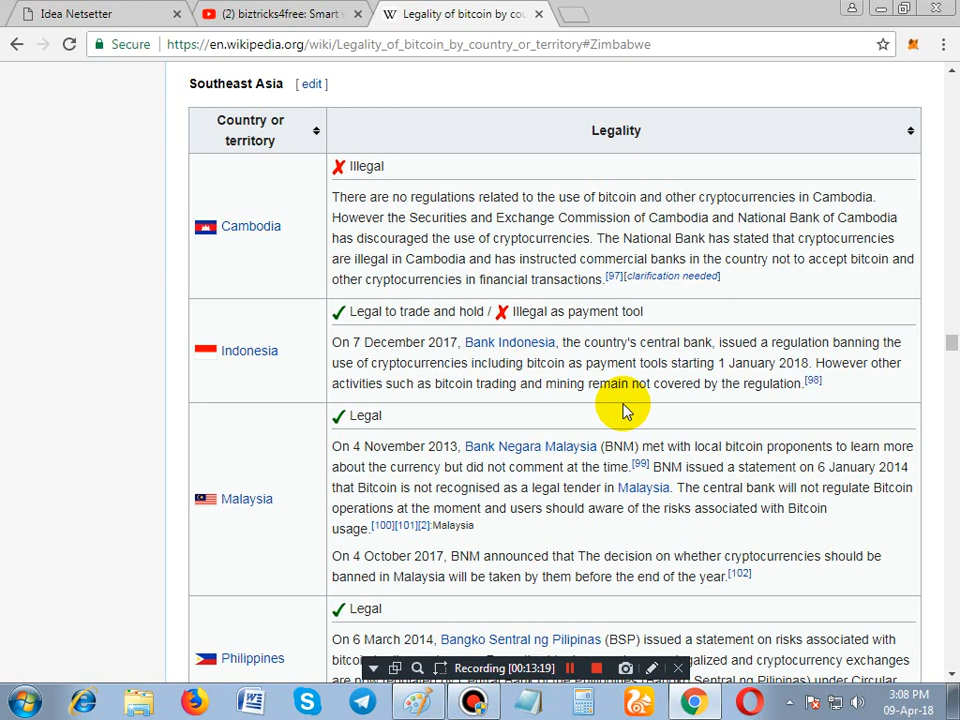 Idea Netsetter
(2) biztricks4free: Smart
Legality of bitcoin by cou
Secure https://en.wikipedia.org/wiki/Legality_of_bitcoin_by_country_or_territory#Zimbabwe
Southeast Asia [ edit ]
Country or
territory
Legality
Illegal
Cambodia
There are no regulations related to the use of bitcoin and other cryptocurrencies in Cambodia.
However the Securities and Exchange Commission of Cambodia and National Bank of Cambodia
has discouraged the use of cryptocurrencies. The National Bank has stated that cryptocurrencies
are illegal in Cambodia and has instructed commercial banks in the country not to accept bitcoin and
other cryptocurrencies in financial transactions.[97][clarification needed]
Legal to trade and hold / Illegal as payment tool
Indonesia
On 7 December 2017, Bank Indonesia, the country's central bank, issued a regulation banning the
use of cryptocurrencies including bitcoin as payment tools starting 1 January 2018. However other
activities such as bitcoin trading and mining remain not covered by the regulation.[98]
Legal
Malaysia
On 4 November 2013, Bank Negara Malaysia (BNM) met with local bitcoin proponents to learn more
about the currency but did not comment at the time.[99] BNM issued a statement on 6 January 2014
that Bitcoin is not recognised as a legal tender in Malaysia. The central bank will not regulate Bitcoin
operations at the moment and users should aware of the risks associated with Bitcoin
usage.[100][101][2]:Malaysia
On 4 October 2017, BNM announced that The decision on whether cryptocurrencies should be
banned in Malaysia will be taken by them before the end of the year.[102]
Legal
Philippines
On 6 March 2014, Bangko Sentral ng Pilipinas (BSP) issued a statement on risks associated with
Recording [00:13:19]
3:08 PM
09-Apr-18